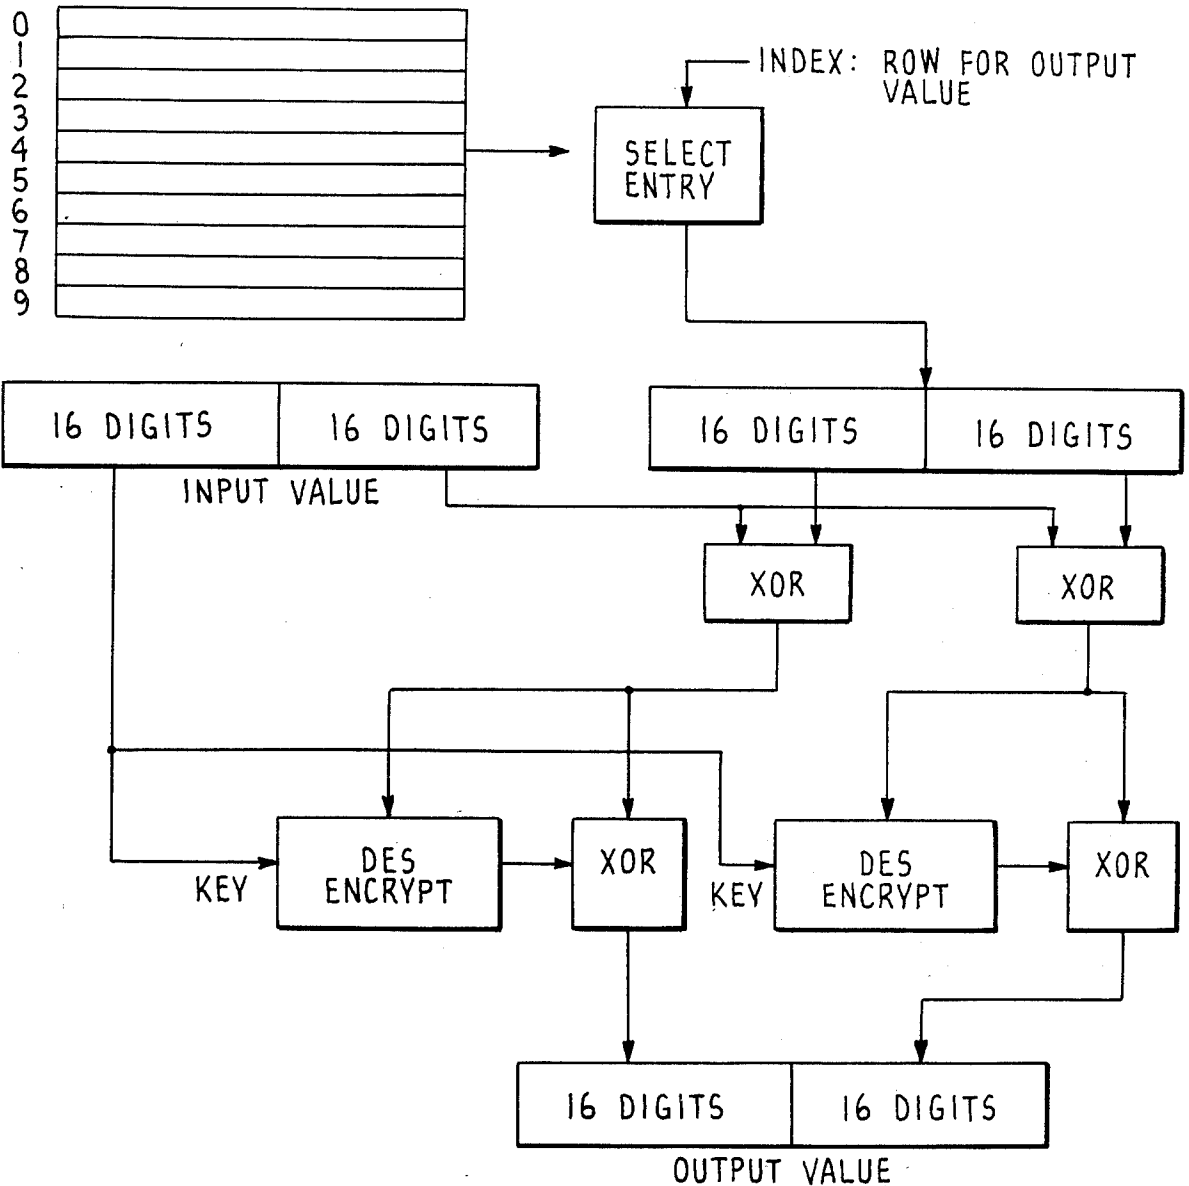 0
1
2
3
4
5
6
7
8
9
INDEX: ROW FOR OUTPUT
VALUE
SELECT
ENTRY
16 DIGITS
16 DIGITS
INPUT VALUE
16 DIGITS
16 DIGITS
XOR
XOR
KEY
DES
ENCRYPT
XOR
KEY
DES
ENCRYPT
XOR
16 DIGITS
16 DIGITS
OUTPUT VALUE